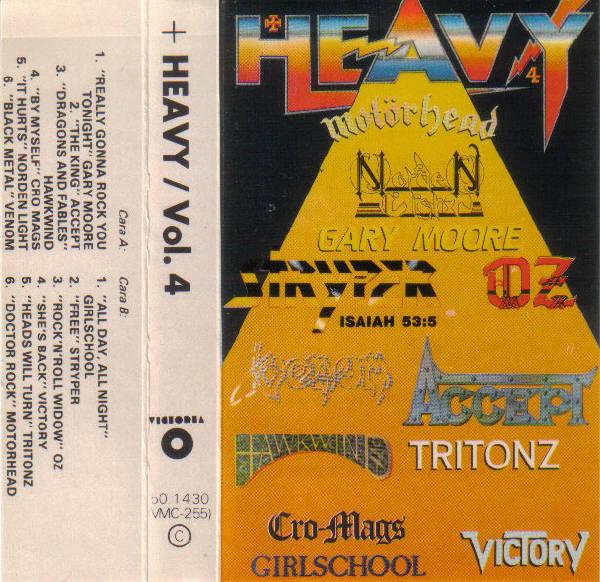 Cara A:
1. "REALLY GONNA ROCK YOU
TONIGHT" GARY MOORE
2. "THE KING" ACCEPT
3. "DRAGONS AND FABLES"
HAWKWIND
4. "BY MYSELF" CRO MAGS
5. "IT HURTS" NORDEN LIGHT
6. "BLACK METAL" VENOM
Cara B:
1. "ALL DAY, ALL NIGHT"
GIRLSCHOOL
2. "FREE" STRYPER
3. "ROCK'N'ROLL WIDOW" OZ
4. "SHE'S BACK" VICTORY
5. "HEADS WILL TURN" TRITONZ
6. "DOCTOR ROCK" MOTORHEAD
+ HEAVY / Vol. 4
VICTORIA
50 1430
(VMC-255)
©
HEAVY
4
motörhead
Norden
Light
GARY MOORE
STRYPER
ISAIAH 53:5
OZ
Venom
ACCEPT
HAWKWIND
TRITONZ
Cro-Mags
GIRLSCHOOL
VICTORY